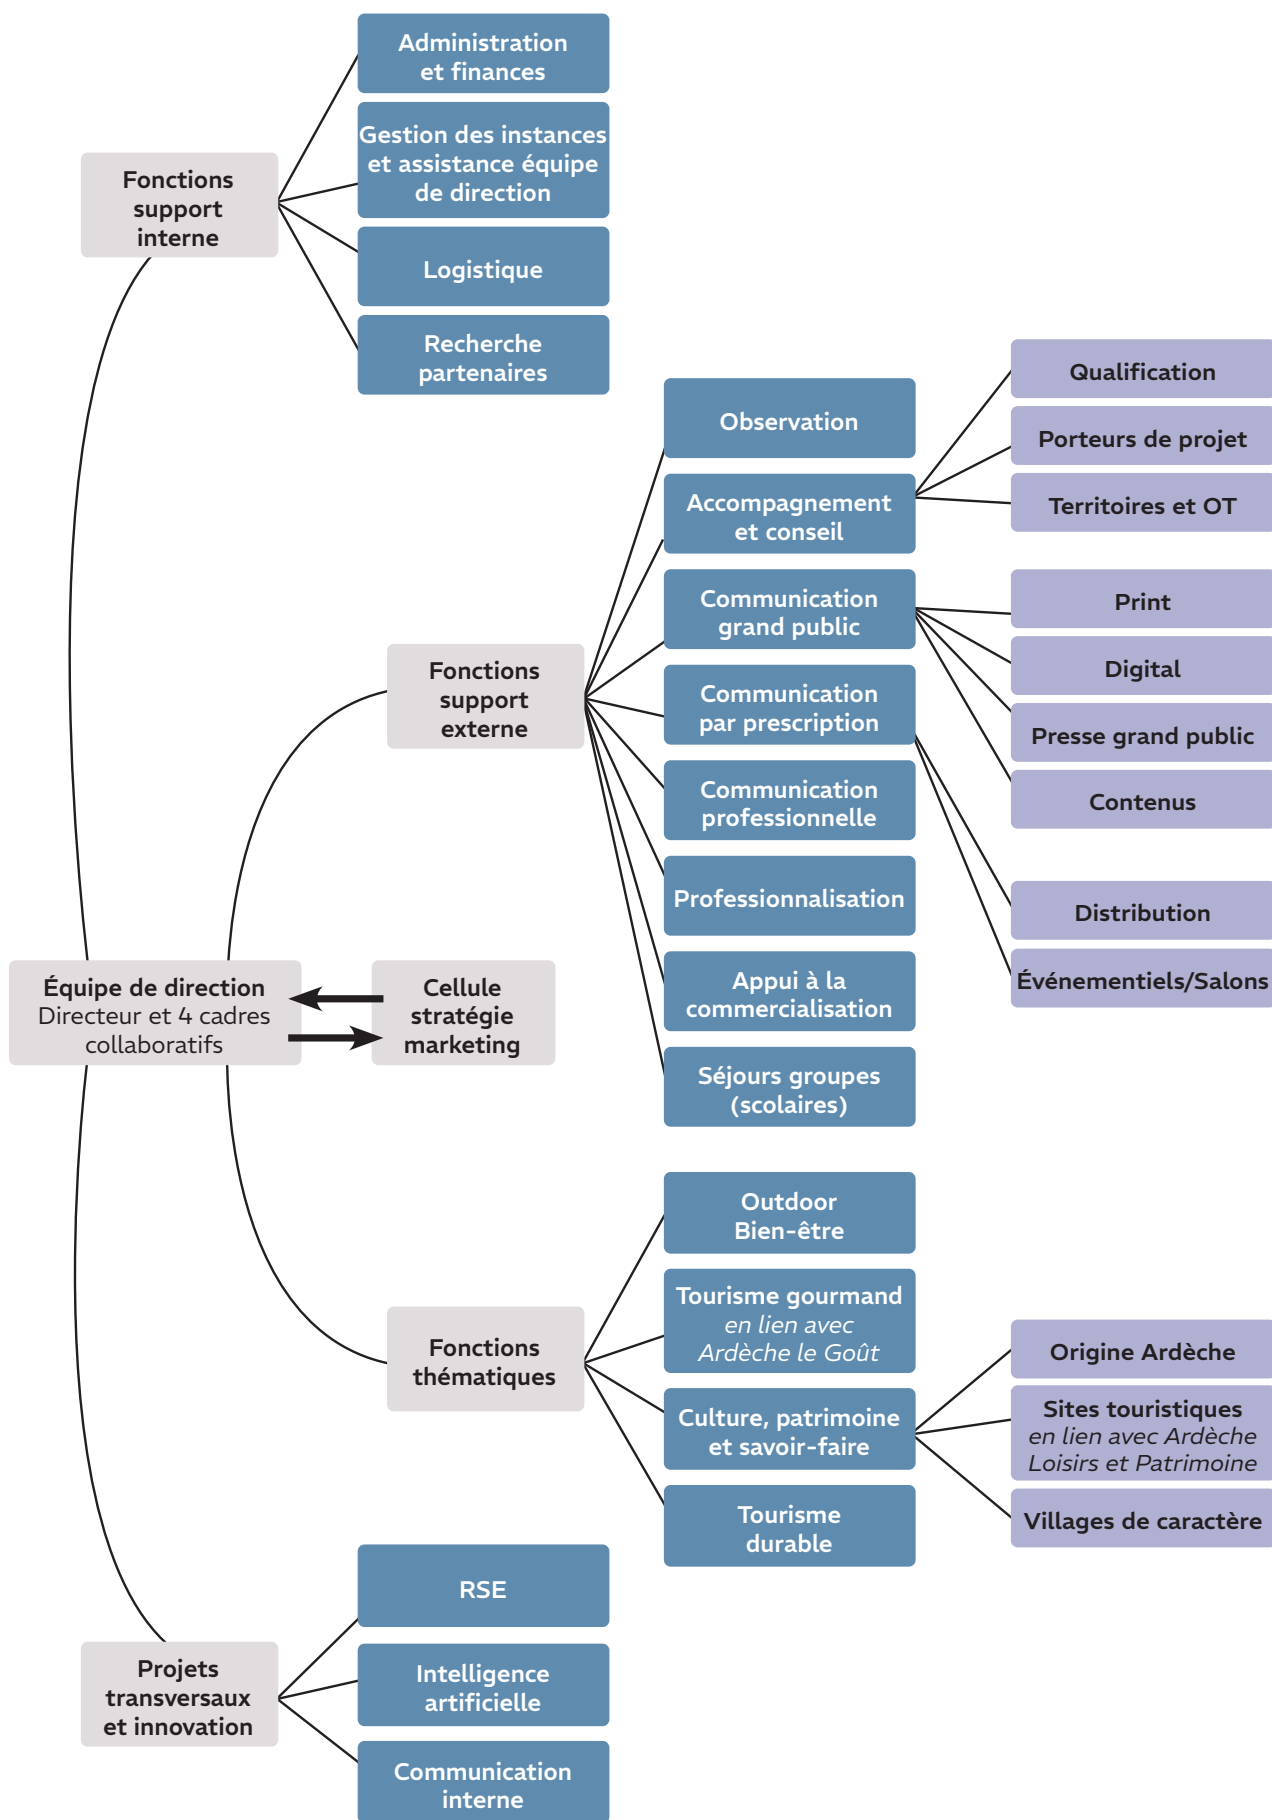 Administration
et finances
Gestion des instances
et assistance équipe
de direction
Fonctions
support
interne
Logistique
Recherche
partenaires
Observation
Accompagnement
et conseil
Communication
grand public
Communication
par prescription
Communication
professionnelle
Professionnalisation
Appui à la
commercialisation
Séjours groupes
(scolaires)
Fonctions
support
externe
Qualification
Porteurs de projet
Territoires et OT
Print
Digital
Presse grand public
Contenus
Distribution
Événementiels/Salons
Équipe de direction
Directeur et 4 cadres
collaboratifs
Cellule
stratégie
marketing
Outdoor
Bien-être
Tourisme gourmand
en lien avec
Ardèche le Goût
Fonctions
thématiques
Culture, patrimoine
et savoir-faire
Tourisme
durable
Origine Ardèche
Sites touristiques
en lien avec Ardèche
Loisirs et Patrimoine
Villages de caractère
RSE
Projets
transversaux
et innovation
Intelligence
artificielle
Communication
interne